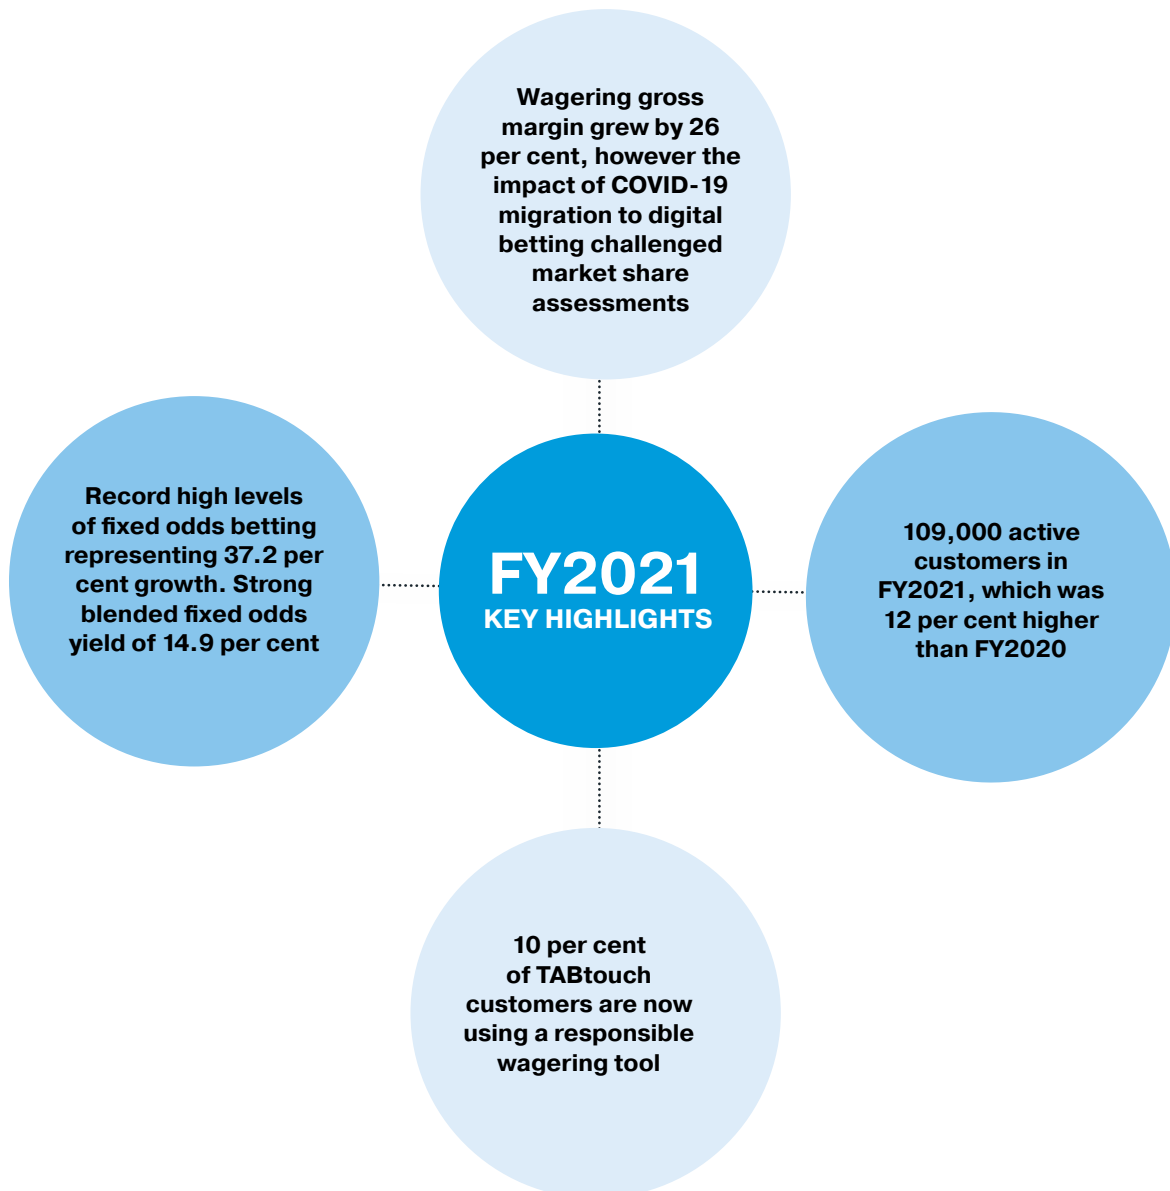 Wagering gross
margin grew by 26
per cent, however the
impact of COVID-19
migration to digital
betting challenged
market share
assessments
Record high levels
of fixed odds betting
representing 37.2 per
cent growth. Strong
blended fixed odds
yield of 14.9 per cent
FY2021
KEY HIGHLIGHTS
109,000 active
customers in
FY2021, which was
12 per cent higher
than FY2020
10 per cent
of TABtouch
customers are now
using a responsible
wagering tool